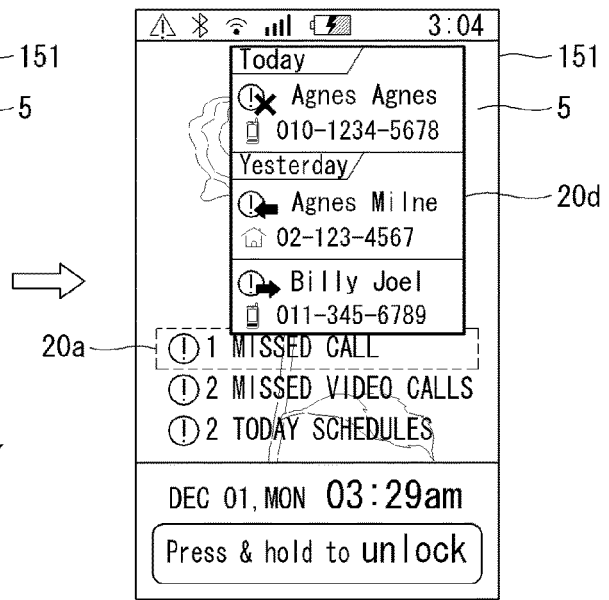 3:04
151
151
5
5
Today
Agnes Agnes
010-1234-5678
Yesterday
Agnes Milne
02-123-4567
20d
Billy Joel
011-345-6789
20a
1 MISSED CALL
2 MISSED VIDEO CALLS
2 TODAY SCHEDULES
DEC 01, MON 03:29am
Press & hold to unlock